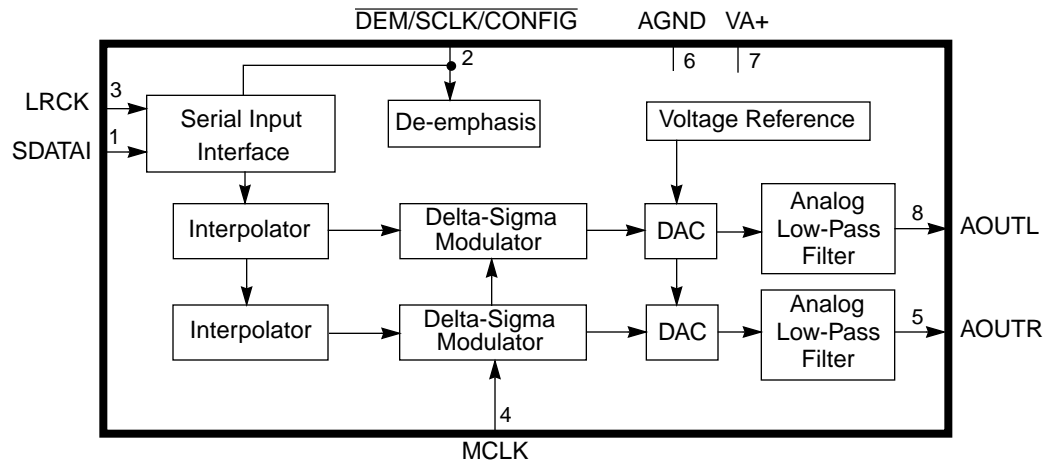 DEM/SCLK/CONFIG
AGND
VA+
2
6
7
LRCK
3
SDATAI
1
Serial Input
Interface
De-emphasis
Voltage Reference
Interpolator
Delta-Sigma
Modulator
DAC
Analog
Low-Pass
Filter
8
AOUTL
Interpolator
Delta-Sigma
Modulator
DAC
Analog
Low-Pass
Filter
5
AOUTR
4
MCLK